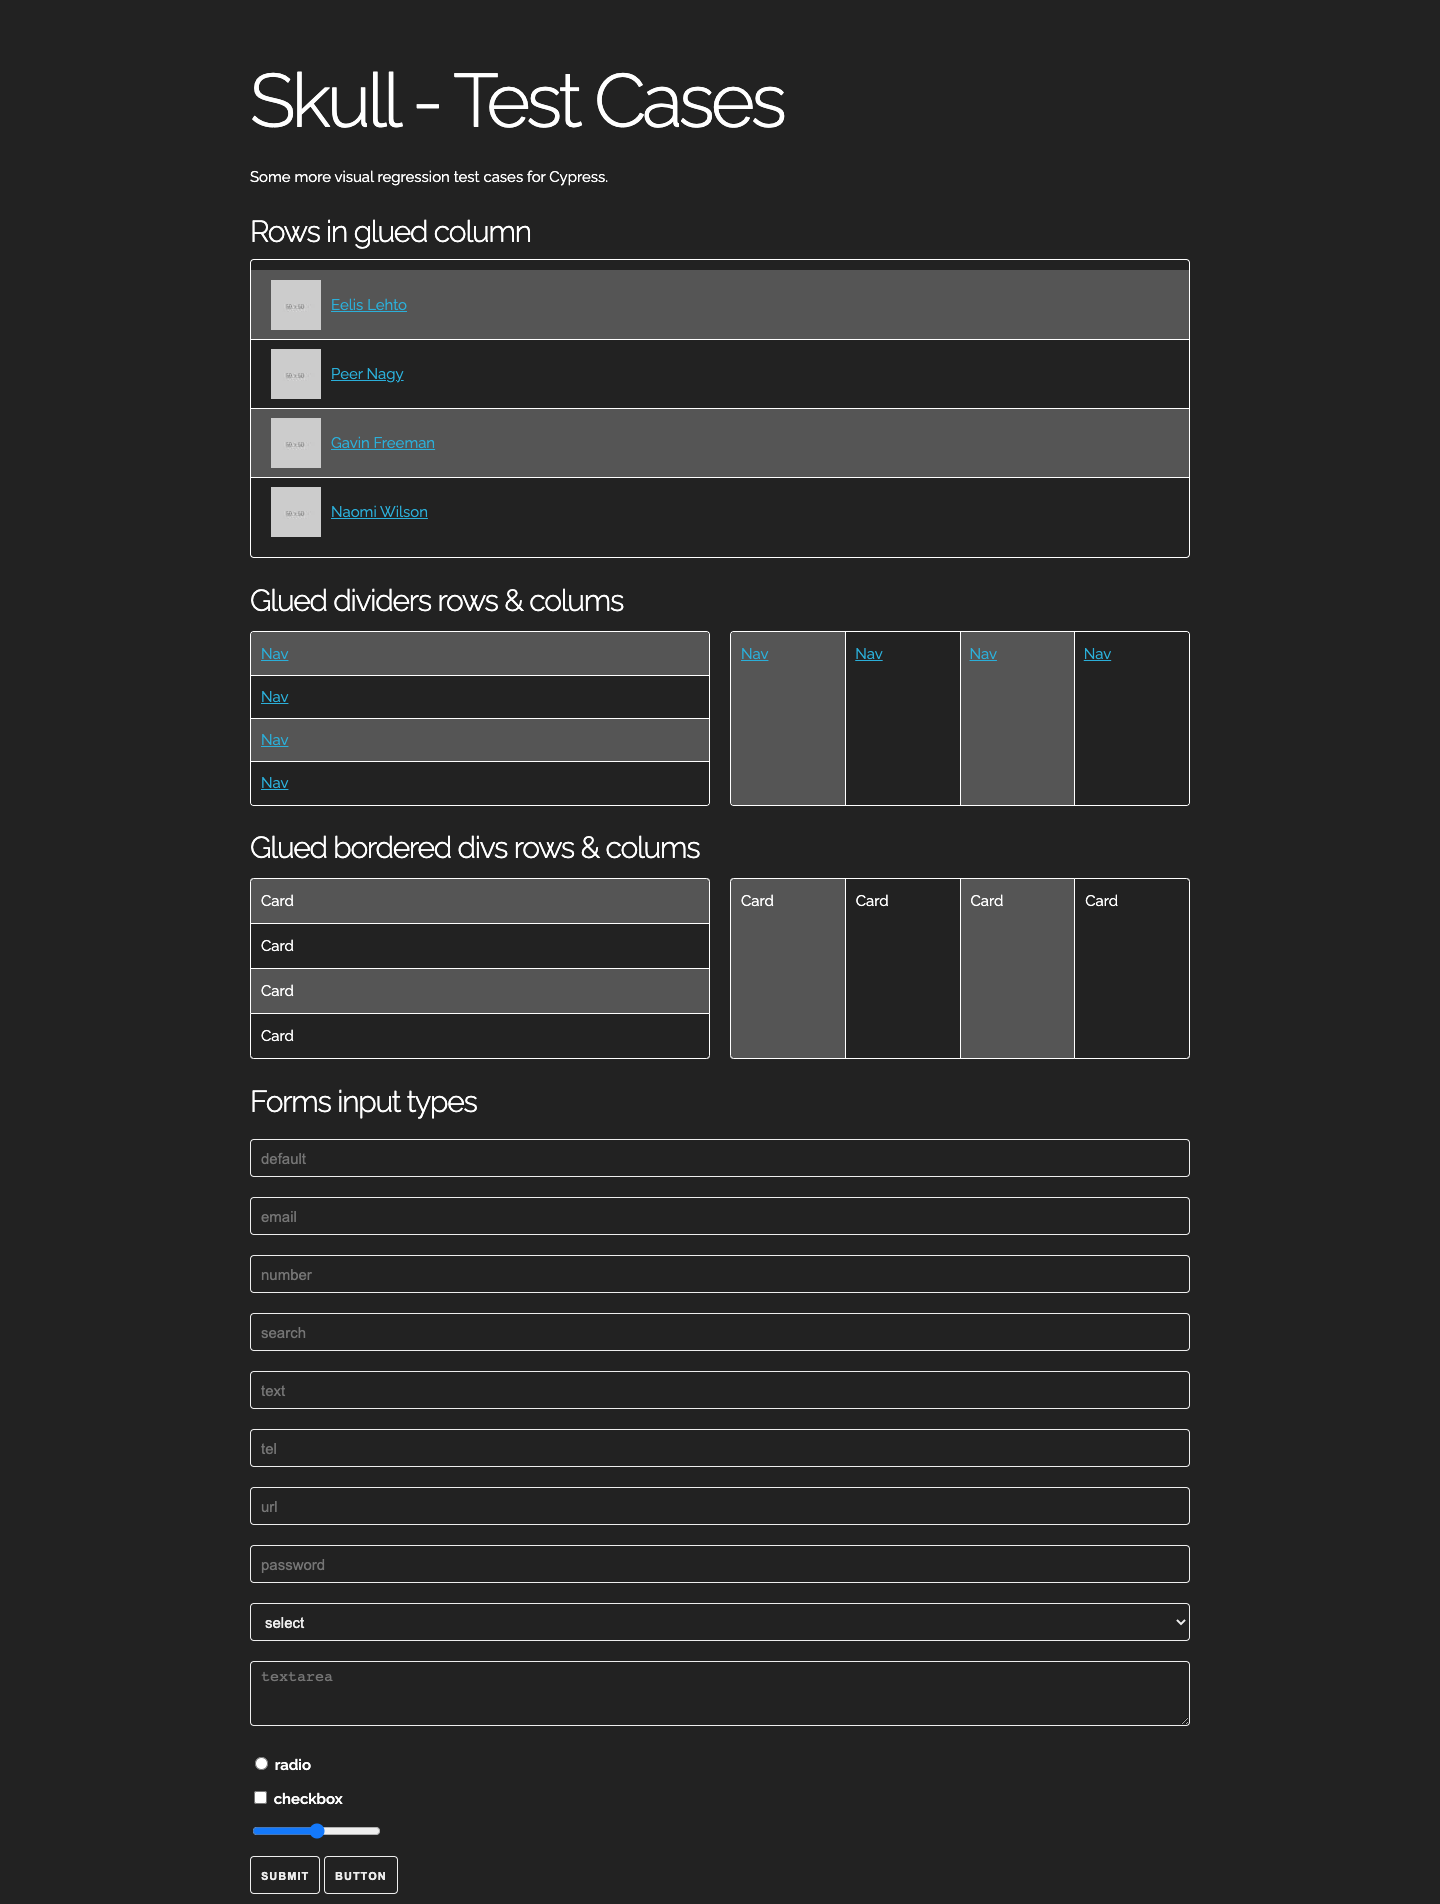 Skull - Test Cases
Some more visual regression test cases for Cypress.
Rows in glued column
50 x 50 Eelis Lehto
50 x 50 Peer Nagy
50 x 50 Gavin Freeman
50 x 50 Naomi Wilson
Glued dividers rows & colums
Nav
Nav
Nav
Nav
Nav Nav Nav Nav
Glued bordered divs rows & colums
Card
Card
Card
Card
Card Card Card Card
Forms input types
default
email
number
search
text
tel
url
password
select
textarea
radio
checkbox
SUBMIT BUTTON